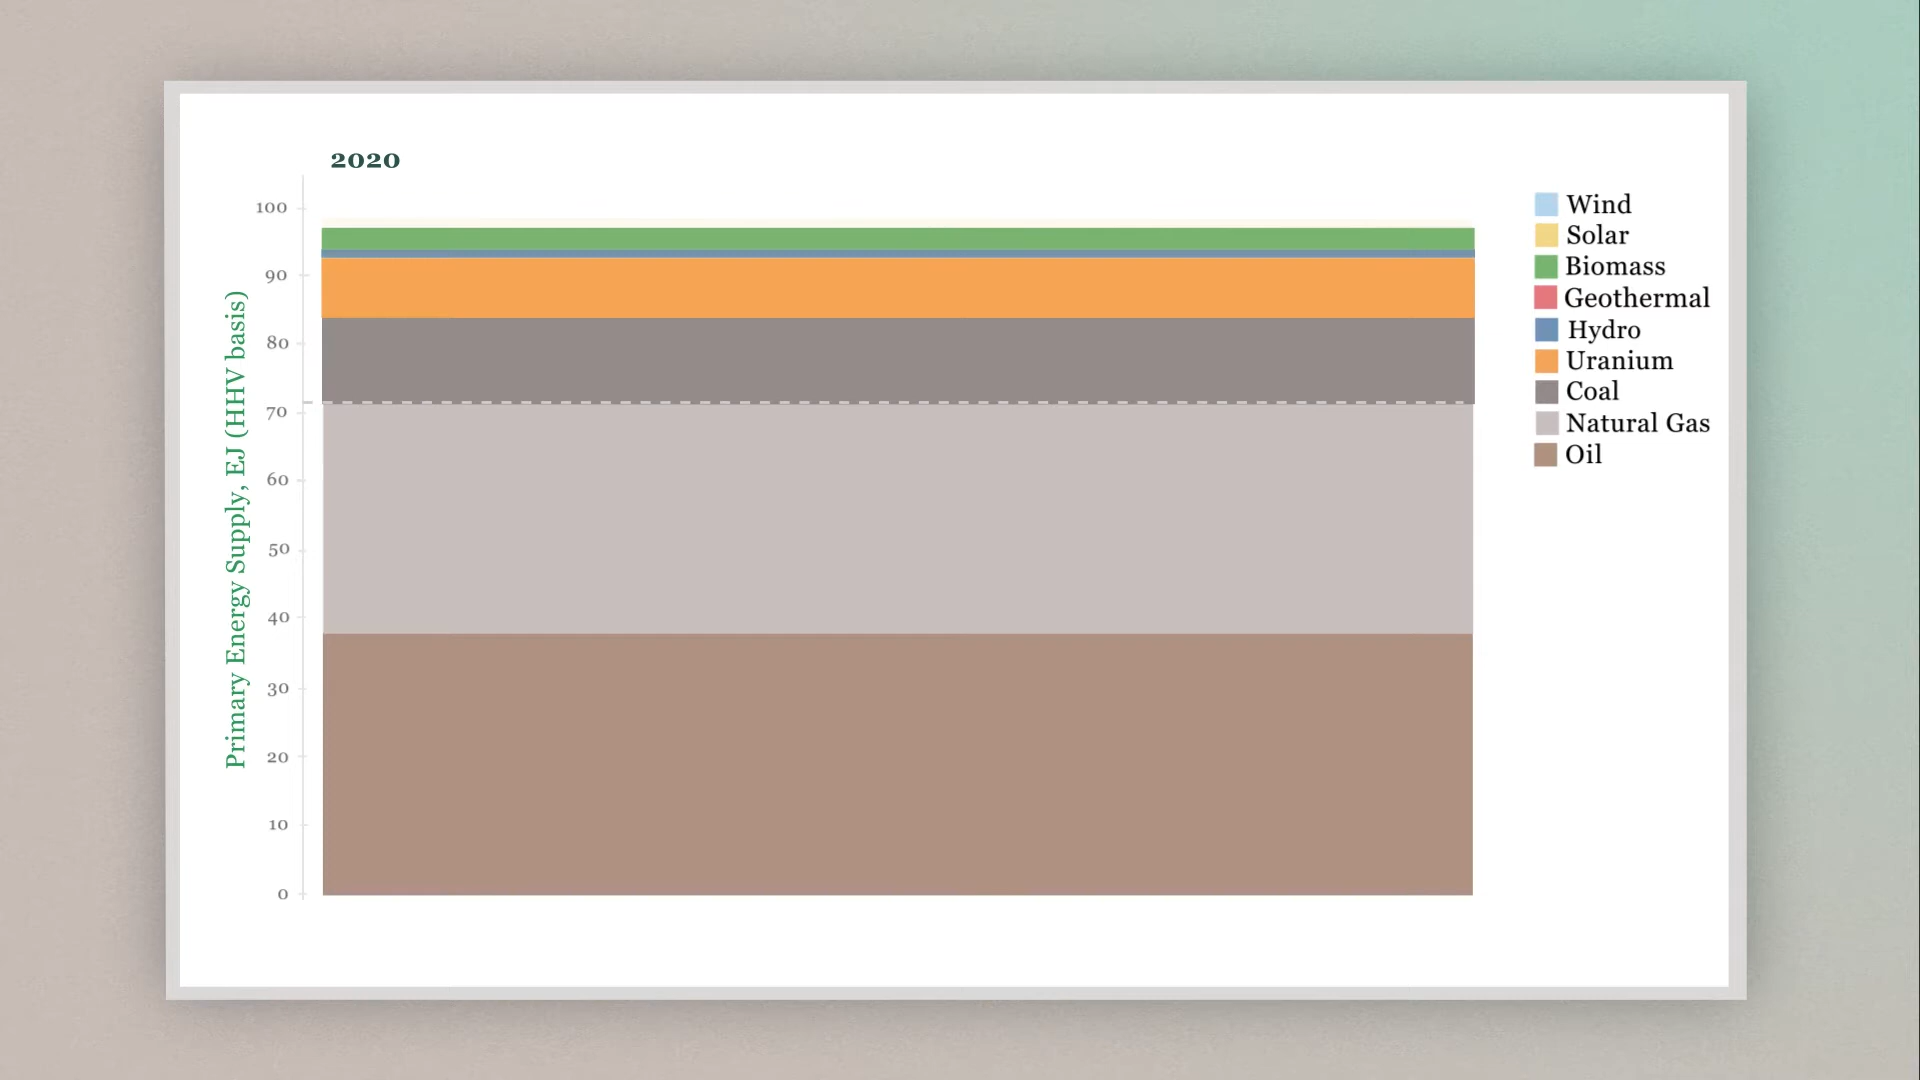 2020
Primary Energy Supply, EJ (HHV basis)
100
90
80
70
60
50
40
30
20
10
0
Wind
Solar
Biomass
Geothermal
Hydro
Uranium
Coal
Natural Gas
Oil